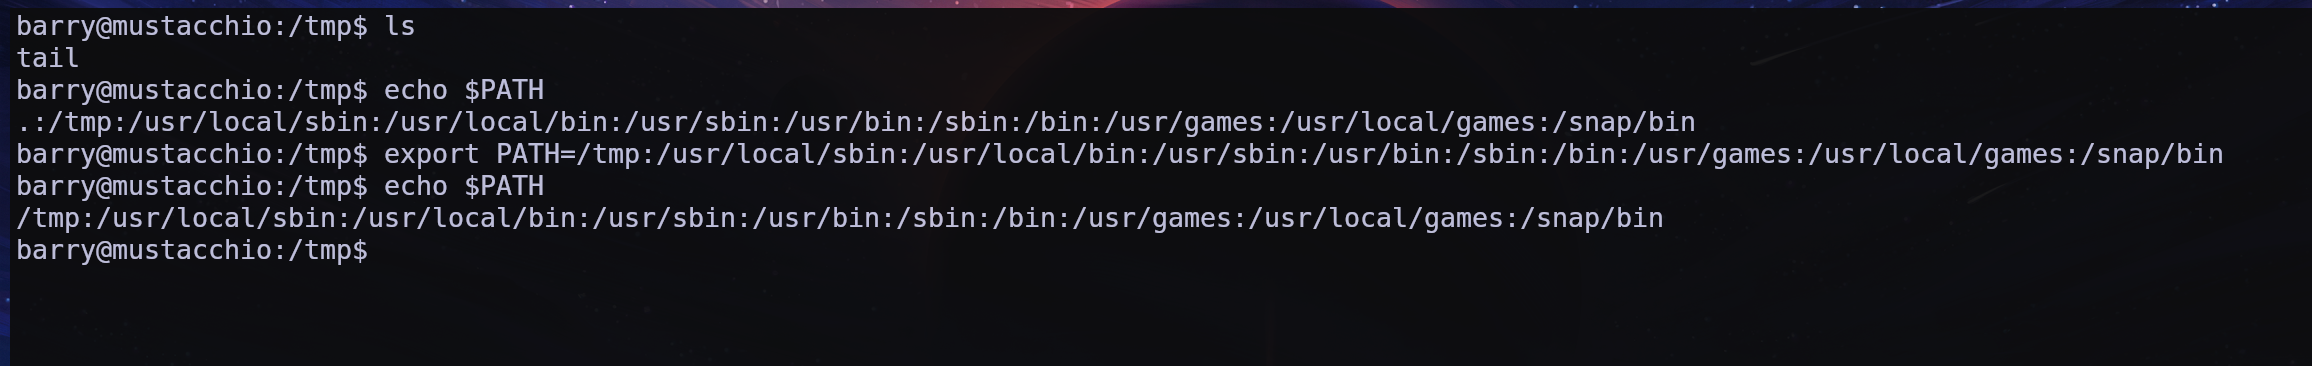 barry@mustacchio:/tmp$ ls
tail
barry@mustacchio:/tmp$ echo $PATH
.:/tmp:/usr/local/sbin:/usr/local/bin:/usr/sbin:/usr/bin:/sbin:/bin:/usr/games:/usr/local/games:/snap/bin
barry@mustacchio:/tmp$ export PATH=/tmp:/usr/local/sbin:/usr/local/bin:/usr/sbin:/usr/bin:/sbin:/bin:/usr/games:/usr/local/games:/snap/bin
barry@mustacchio:/tmp$ echo $PATH
/tmp:/usr/local/sbin:/usr/local/bin:/usr/sbin:/usr/bin:/sbin:/bin:/usr/games:/usr/local/games:/snap/bin
barry@mustacchio:/tmp$